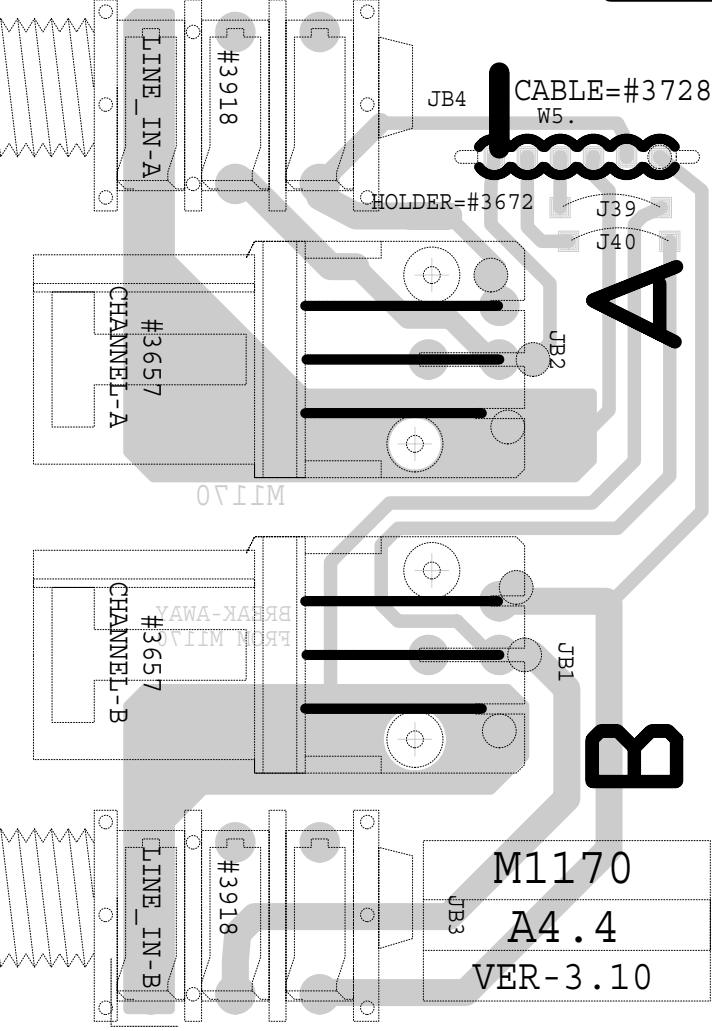 LINE_IN-A
#3918
JB4
CABLE=#3728
W5.
HOLDER=#3672
J39
J40
A
CHANNEL-A
#3657
JB2
M1170
BREAK-AWAY
FROM M1170
CHANNEL-B
#3657
JB1
B
LINE_IN-B
#3918
JB3
M1170
A4.4
VER-3.10